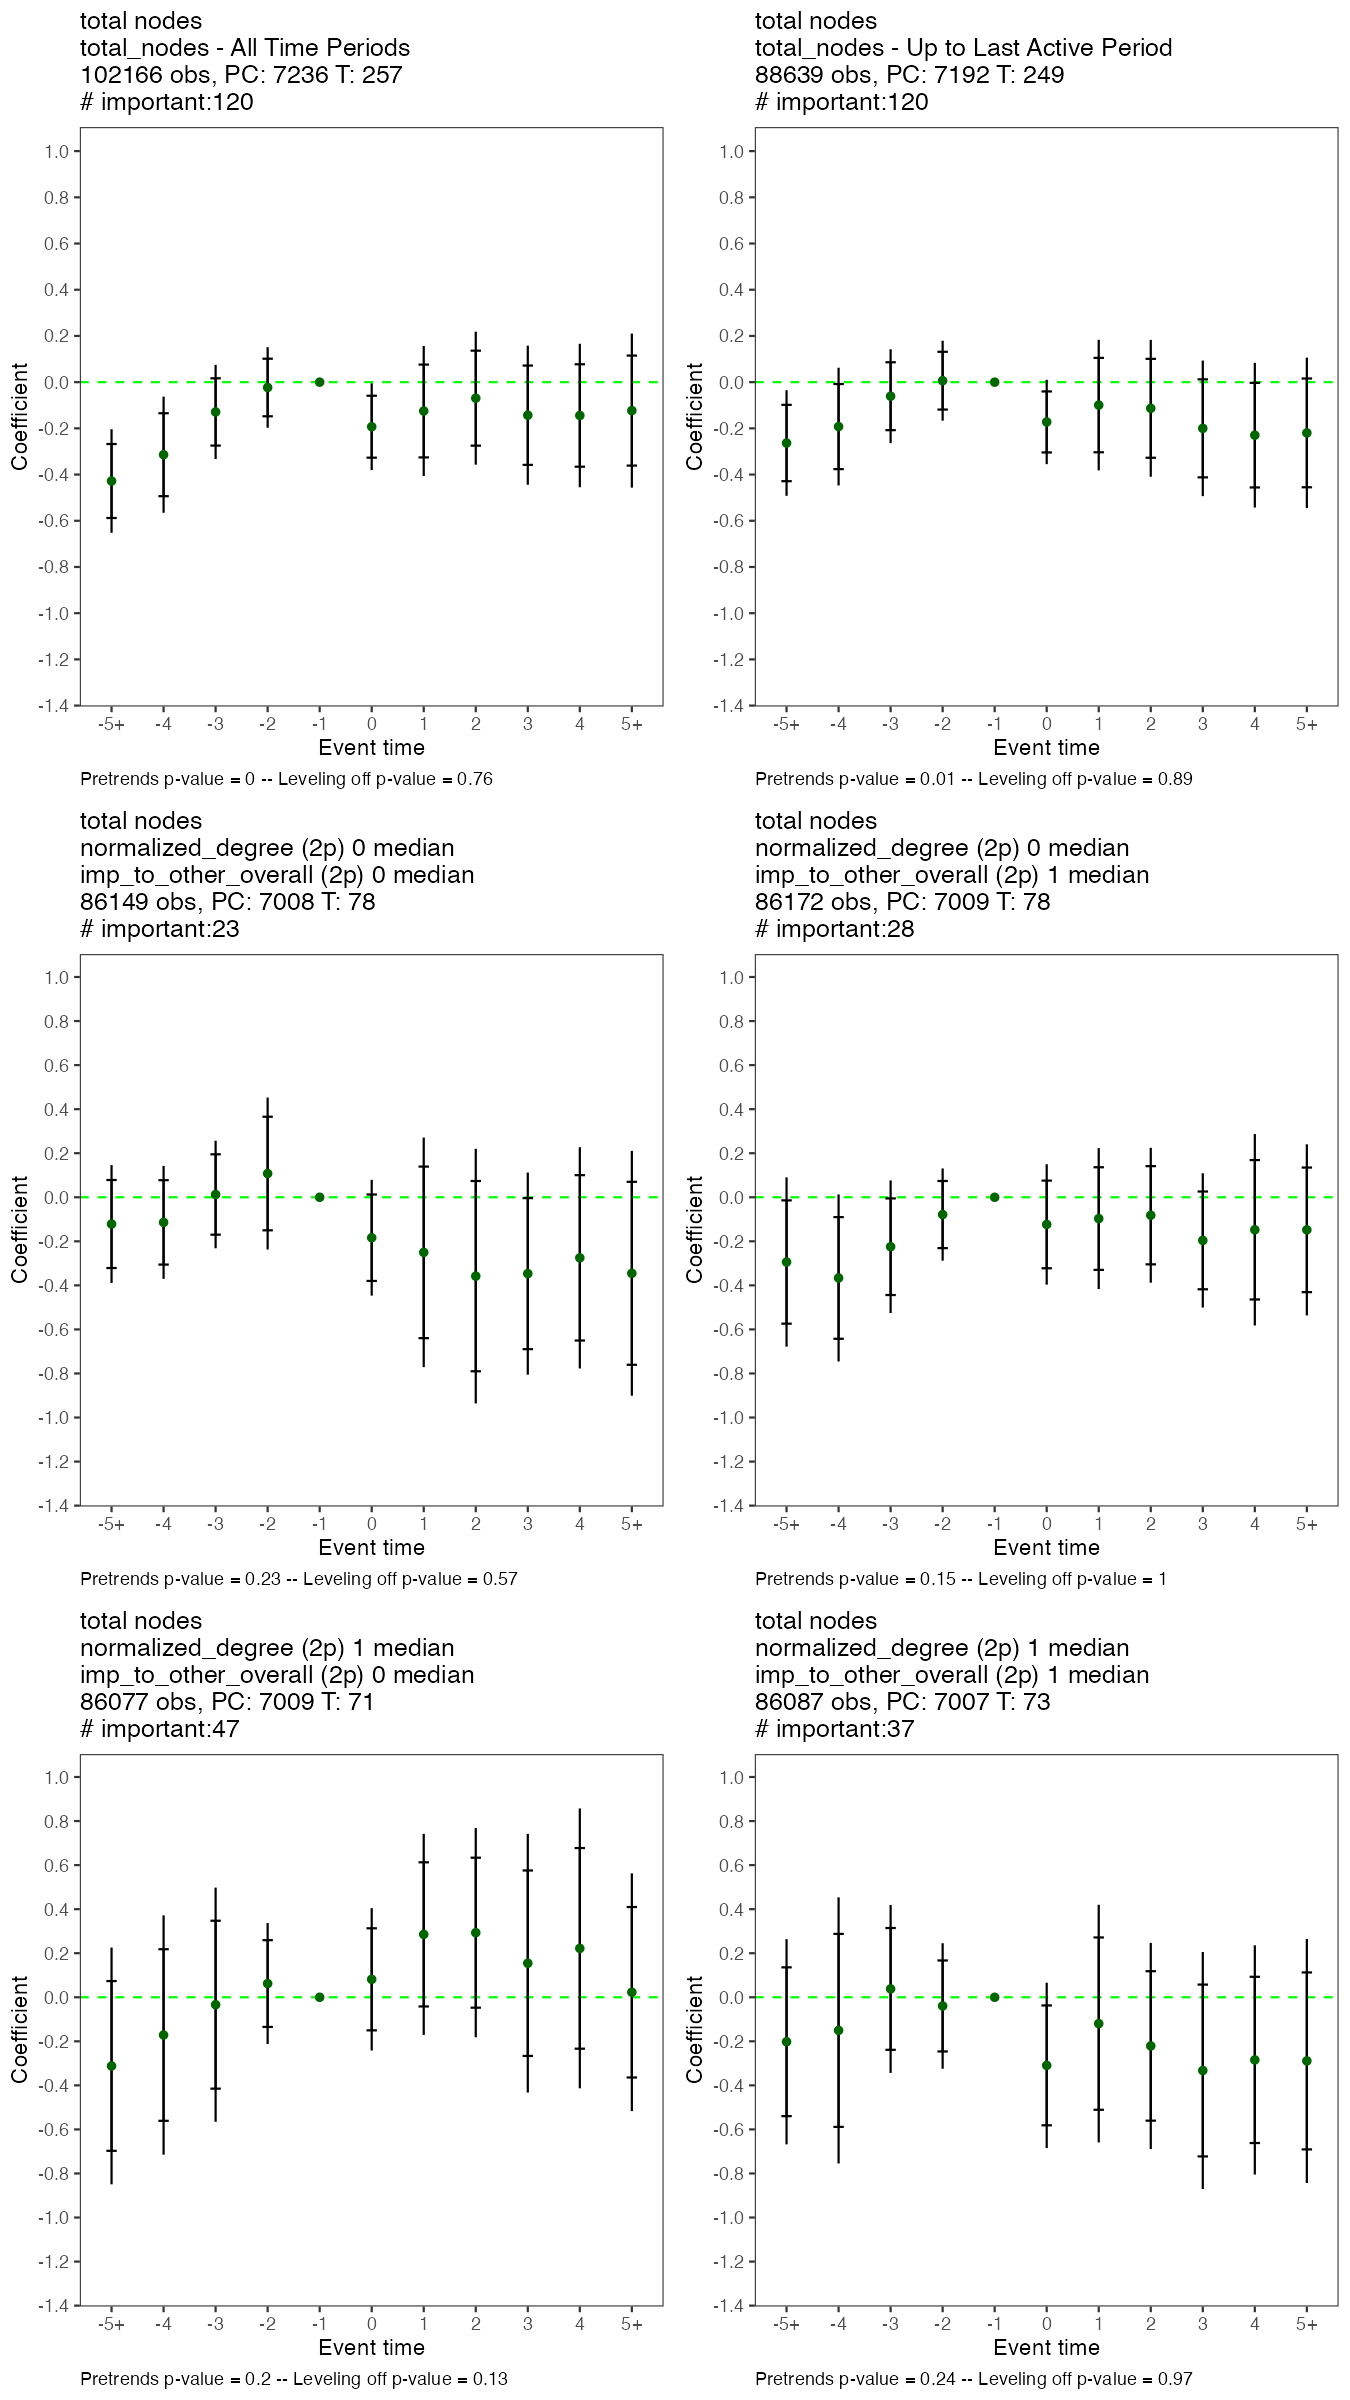 total nodes
total_nodes - All Time Periods
102166 obs, PC: 7236 T: 257
# important:120
1.0
0.8
0.6
0.4
0.2
0.0
-0.2
-0.4
-0.6
-0.8
-1.0
-1.2
-1.4
Coefficient
-5+ -4 -3 -2 -1 0 1 2 3 4 5+
Event time
Pretrends p-value = 0 -- Leveling off p-value = 0.76
total nodes
total_nodes - Up to Last Active Period
88639 obs, PC: 7192 T: 249
# important:120
1.0
0.8
0.6
0.4
0.2
0.0
-0.2
-0.4
-0.6
-0.8
-1.0
-1.2
-1.4
Coefficient
-5+ -4 -3 -2 -1 0 1 2 3 4 5+
Event time
Pretrends p-value = 0.01 -- Leveling off p-value = 0.89
total nodes
normalized_degree (2p) 0 median
imp_to_other_overall (2p) 0 median
86149 obs, PC: 7008 T: 78
# important:23
1.0
0.8
0.6
0.4
0.2
0.0
-0.2
-0.4
-0.6
-0.8
-1.0
-1.2
-1.4
Coefficient
-5+ -4 -3 -2 -1 0 1 2 3 4 5+
Event time
Pretrends p-value = 0.23 -- Leveling off p-value = 0.57
total nodes
normalized_degree (2p) 0 median
imp_to_other_overall (2p) 1 median
86172 obs, PC: 7009 T: 78
# important:28
1.0
0.8
0.6
0.4
0.2
0.0
-0.2
-0.4
-0.6
-0.8
-1.0
-1.2
-1.4
Coefficient
-5+ -4 -3 -2 -1 0 1 2 3 4 5+
Event time
Pretrends p-value = 0.15 -- Leveling off p-value = 1
total nodes
normalized_degree (2p) 1 median
imp_to_other_overall (2p) 0 median
86077 obs, PC: 7009 T: 71
# important:47
1.0
0.8
0.6
0.4
0.2
0.0
-0.2
-0.4
-0.6
-0.8
-1.0
-1.2
-1.4
Coefficient
-5+ -4 -3 -2 -1 0 1 2 3 4 5+
Event time
Pretrends p-value = 0.2 -- Leveling off p-value = 0.13
total nodes
normalized_degree (2p) 1 median
imp_to_other_overall (2p) 1 median
86087 obs, PC: 7007 T: 73
# important:37
1.0
0.8
0.6
0.4
0.2
0.0
-0.2
-0.4
-0.6
-0.8
-1.0
-1.2
-1.4
Coefficient
-5+ -4 -3 -2 -1 0 1 2 3 4 5+
Event time
Pretrends p-value = 0.24 -- Leveling off p-value = 0.97